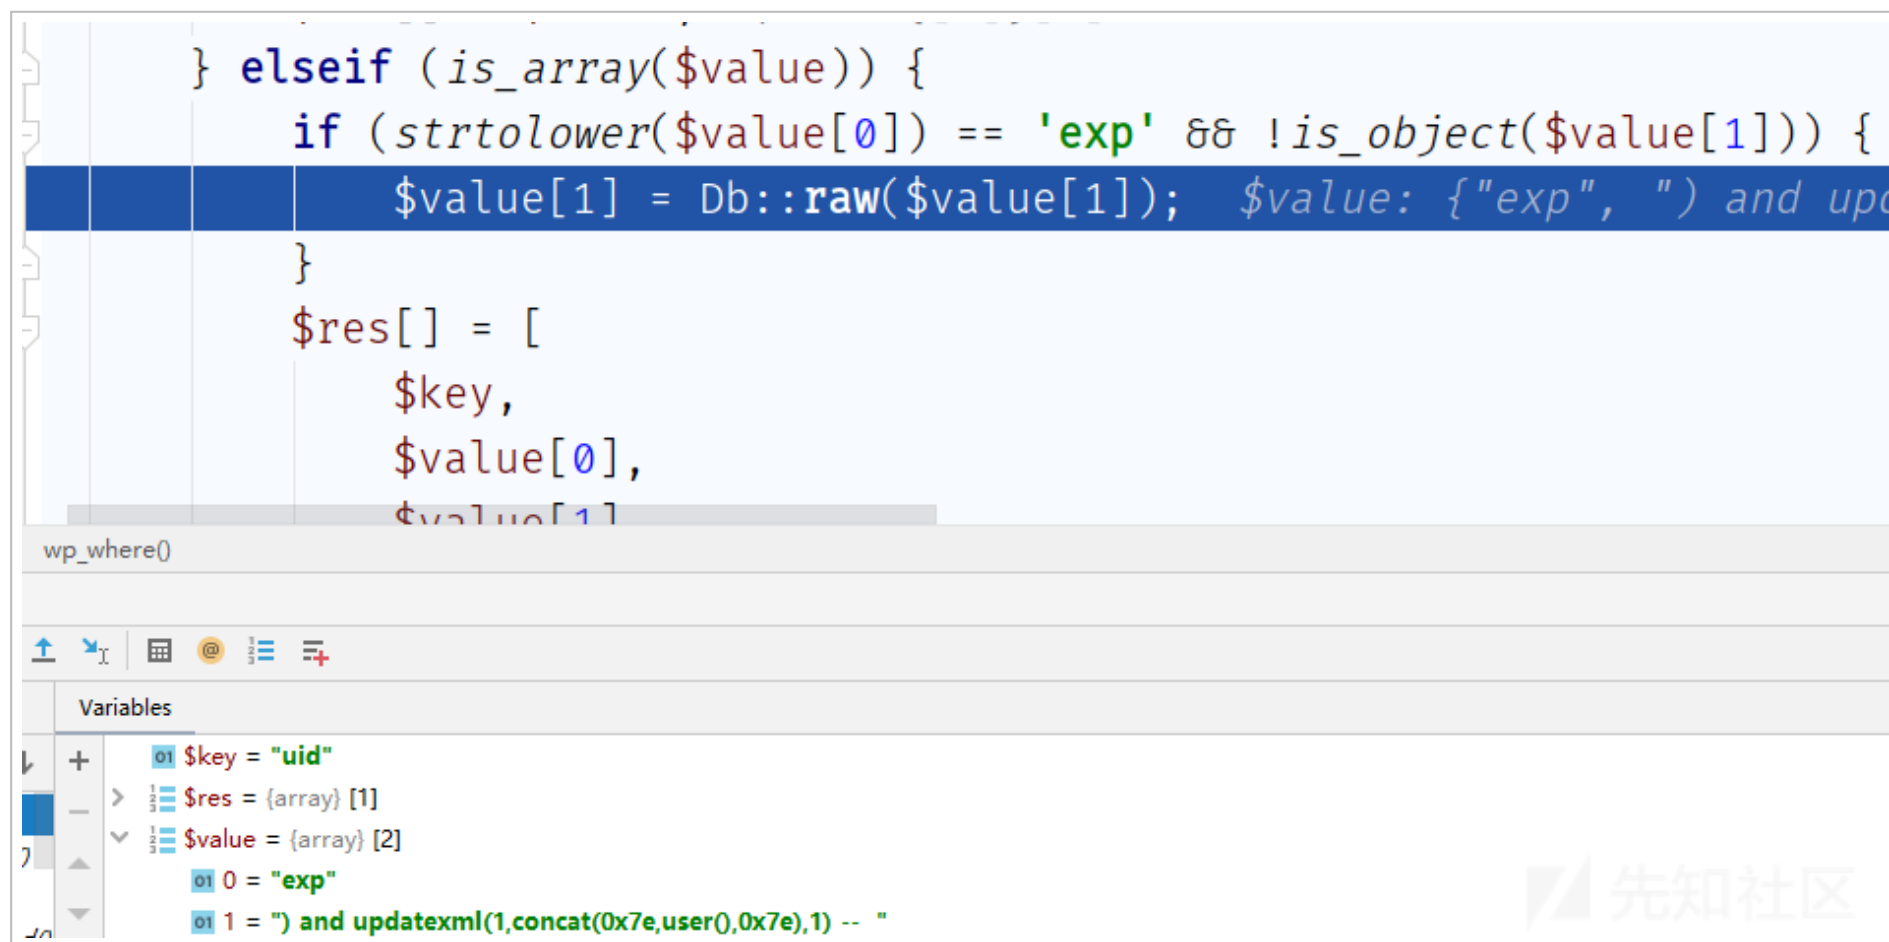 } elseif (is_array($value)) {
if (strtolower($value[0]) == 'exp' && !is_object($value[1])) {
$value[1] = Db::raw($value[1]); $value: {"exp", ") and upd
}
$res[] = [
$key,
$value[0],
$value[1]
wp_where()
Variables
$key = "uid"
$res = {array} [1]
$value = {array} [2]
0 = "exp"
1 = ") and updatexml(1,concat(0x7e,user(),0x7e),1) -- "
先知社区